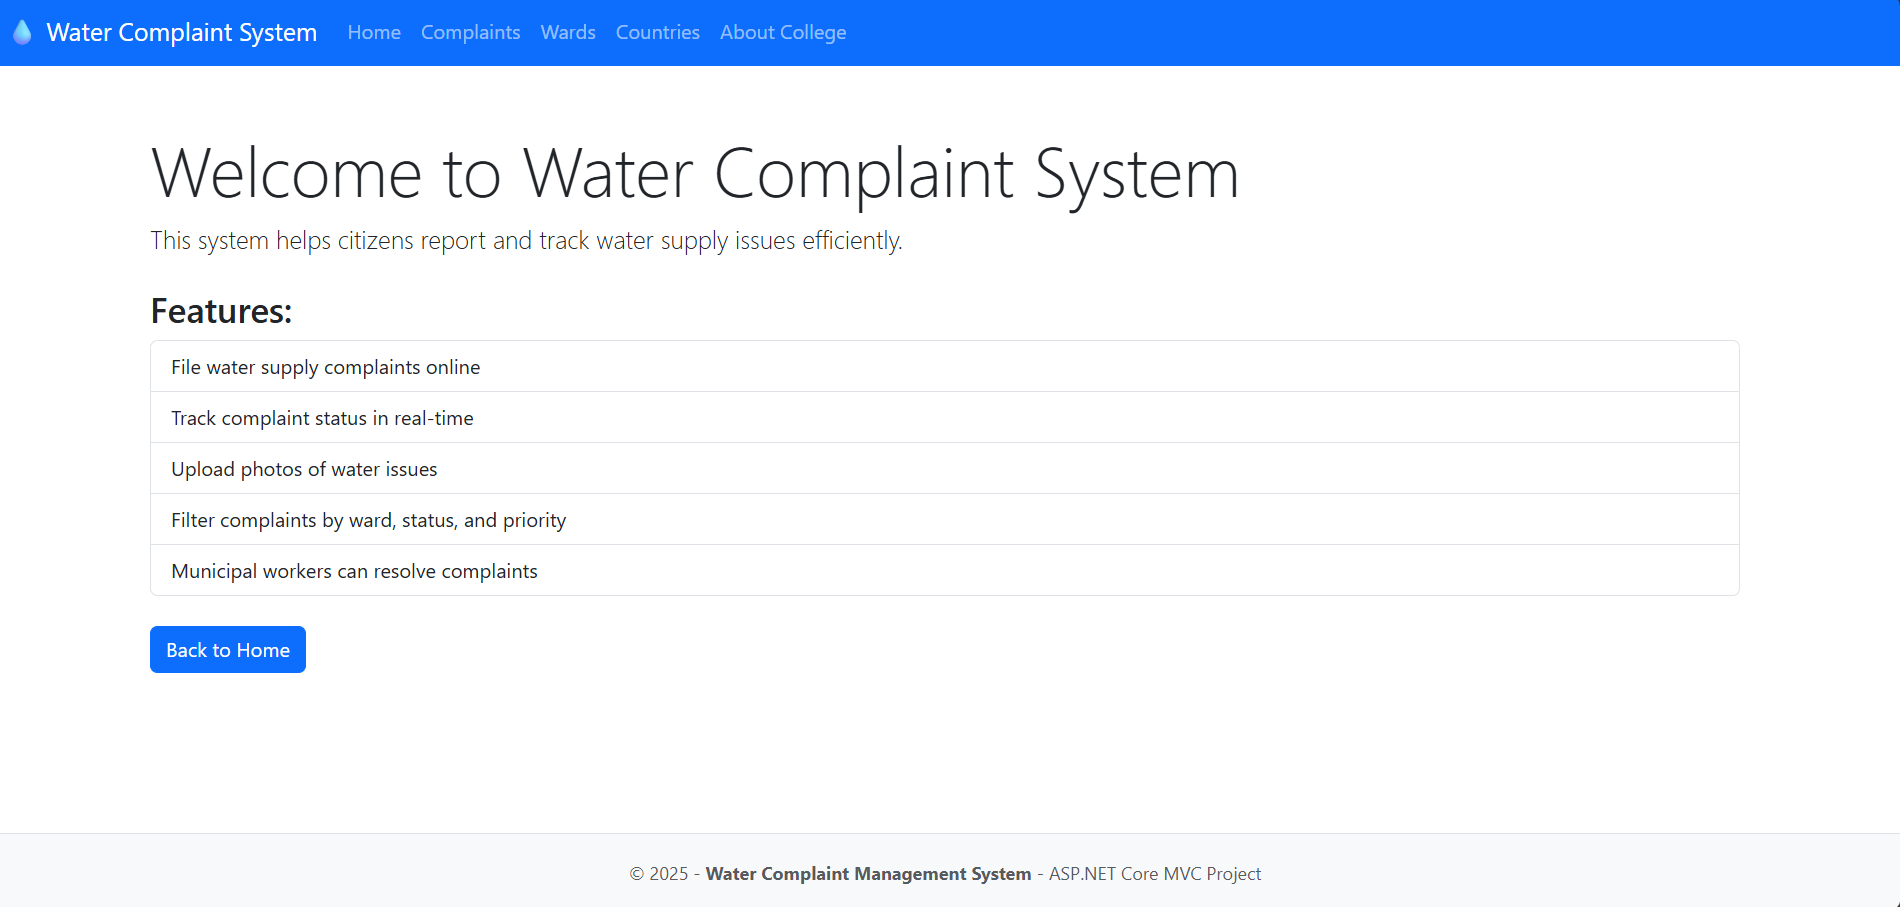 Water Complaint System Home Complaints Wards Countries About College
Welcome to Water Complaint System
This system helps citizens report and track water supply issues efficiently.
Features:
File water supply complaints online
Track complaint status in real-time
Upload photos of water issues
Filter complaints by ward, status, and priority
Municipal workers can resolve complaints
Back to Home
© 2025 - Water Complaint Management System - ASP.NET Core MVC Project